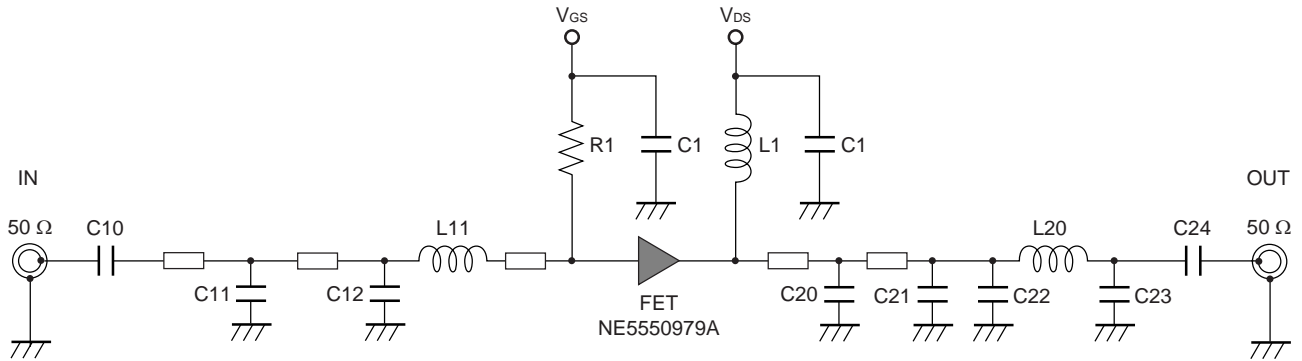 VGS
VDS
R1
C1
L1
C1
IN
OUT
50 Ω
C10
L11
L20
C24
50 Ω
C11
C12
FET
NE5550979A
C20
C21
C22
C23